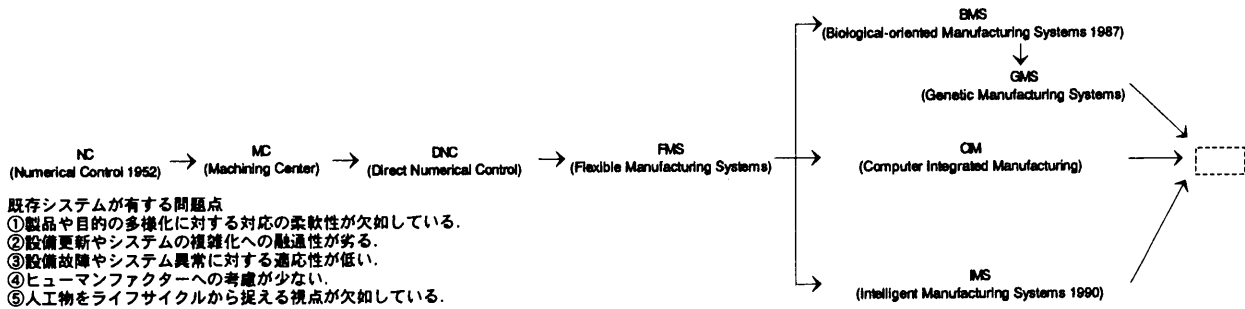 BMS
(Biological-oriented Manufacturing Systems 1987)
GMS
(Genetic Manufacturing Systems)
NC
(Numerical Control 1952)
MC
(Machining Center)
DNC
(Direct Numerical Control)
FMS
(Flexible Manufacturing Systems)
CIM
(Computer Integrated Manufacturing)
IMS
(Intelligent Manufacturing Systems 1990)
既存システムが有する問題点
①製品や目的の多様化に対する対応の柔軟性が欠如している.
②設備更新やシステムの複雑化への融通性が劣る.
③設備故障やシステム異常に対する適応性が低い.
④ヒューマンファクターへの考慮が少ない.
⑤人工物をライフサイクルから捉える視点が欠如している.